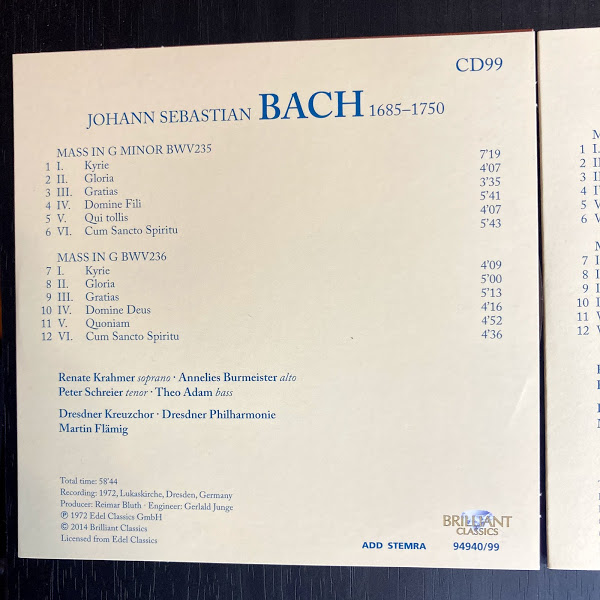 CD99
JOHANN SEBASTIAN BACH 1685–1750
MASS IN G MINOR BWV235
1 I. Kyrie 7'19
2 II. Gloria 4'07
3 III. Gratias 3'35
4 IV. Domine Fili 5'41
5 V. Qui tollis 4'07
6 VI. Cum Sancto Spiritu 5'43
MASS IN G BWV236
7 I. Kyrie 4'09
8 II. Gloria 5'00
9 III. Gratias 5'13
10 IV. Domine Deus 4'16
11 V. Quoniam 4'52
12 VI. Cum Sancto Spiritu 4'36
Renate Krahmer soprano · Annelies Burmeister alto
Peter Schreier tenor · Theo Adam bass
Dresdner Kreuzchor · Dresdner Philharmonie
Martin Flämig
Total time: 58'44
Recording: 1972, Lukaskirche, Dresden, Germany
Producer: Reimar Bluth · Engineer: Gerlald Junge
℗ 1972 Edel Classics GmbH
© 2014 Brilliant Classics
Licensed from Edel Classics
BRILLIANT
CLASSICS
ADD STEMRA 94940/99